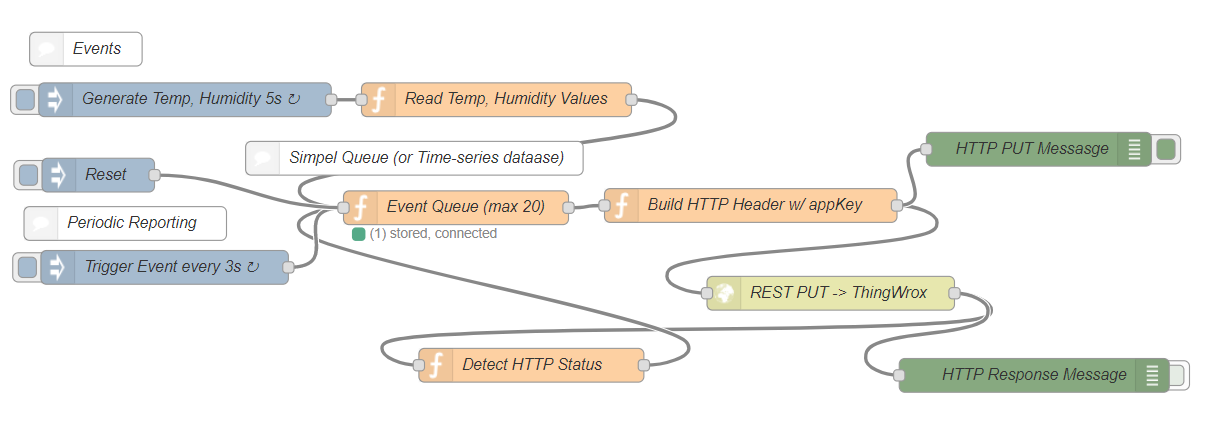 Events
Generate Temp, Humidity 5s ↻
Read Temp, Humidity Values
Simpel Queue (or Time-series dataase)
HTTP PUT Messasge
Reset
Event Queue (max 20)
Build HTTP Header w/ appKey
Periodic Reporting
(1) stored, connected
Trigger Event every 3s ↻
REST PUT -> ThingWrox
Detect HTTP Status
HTTP Response Message